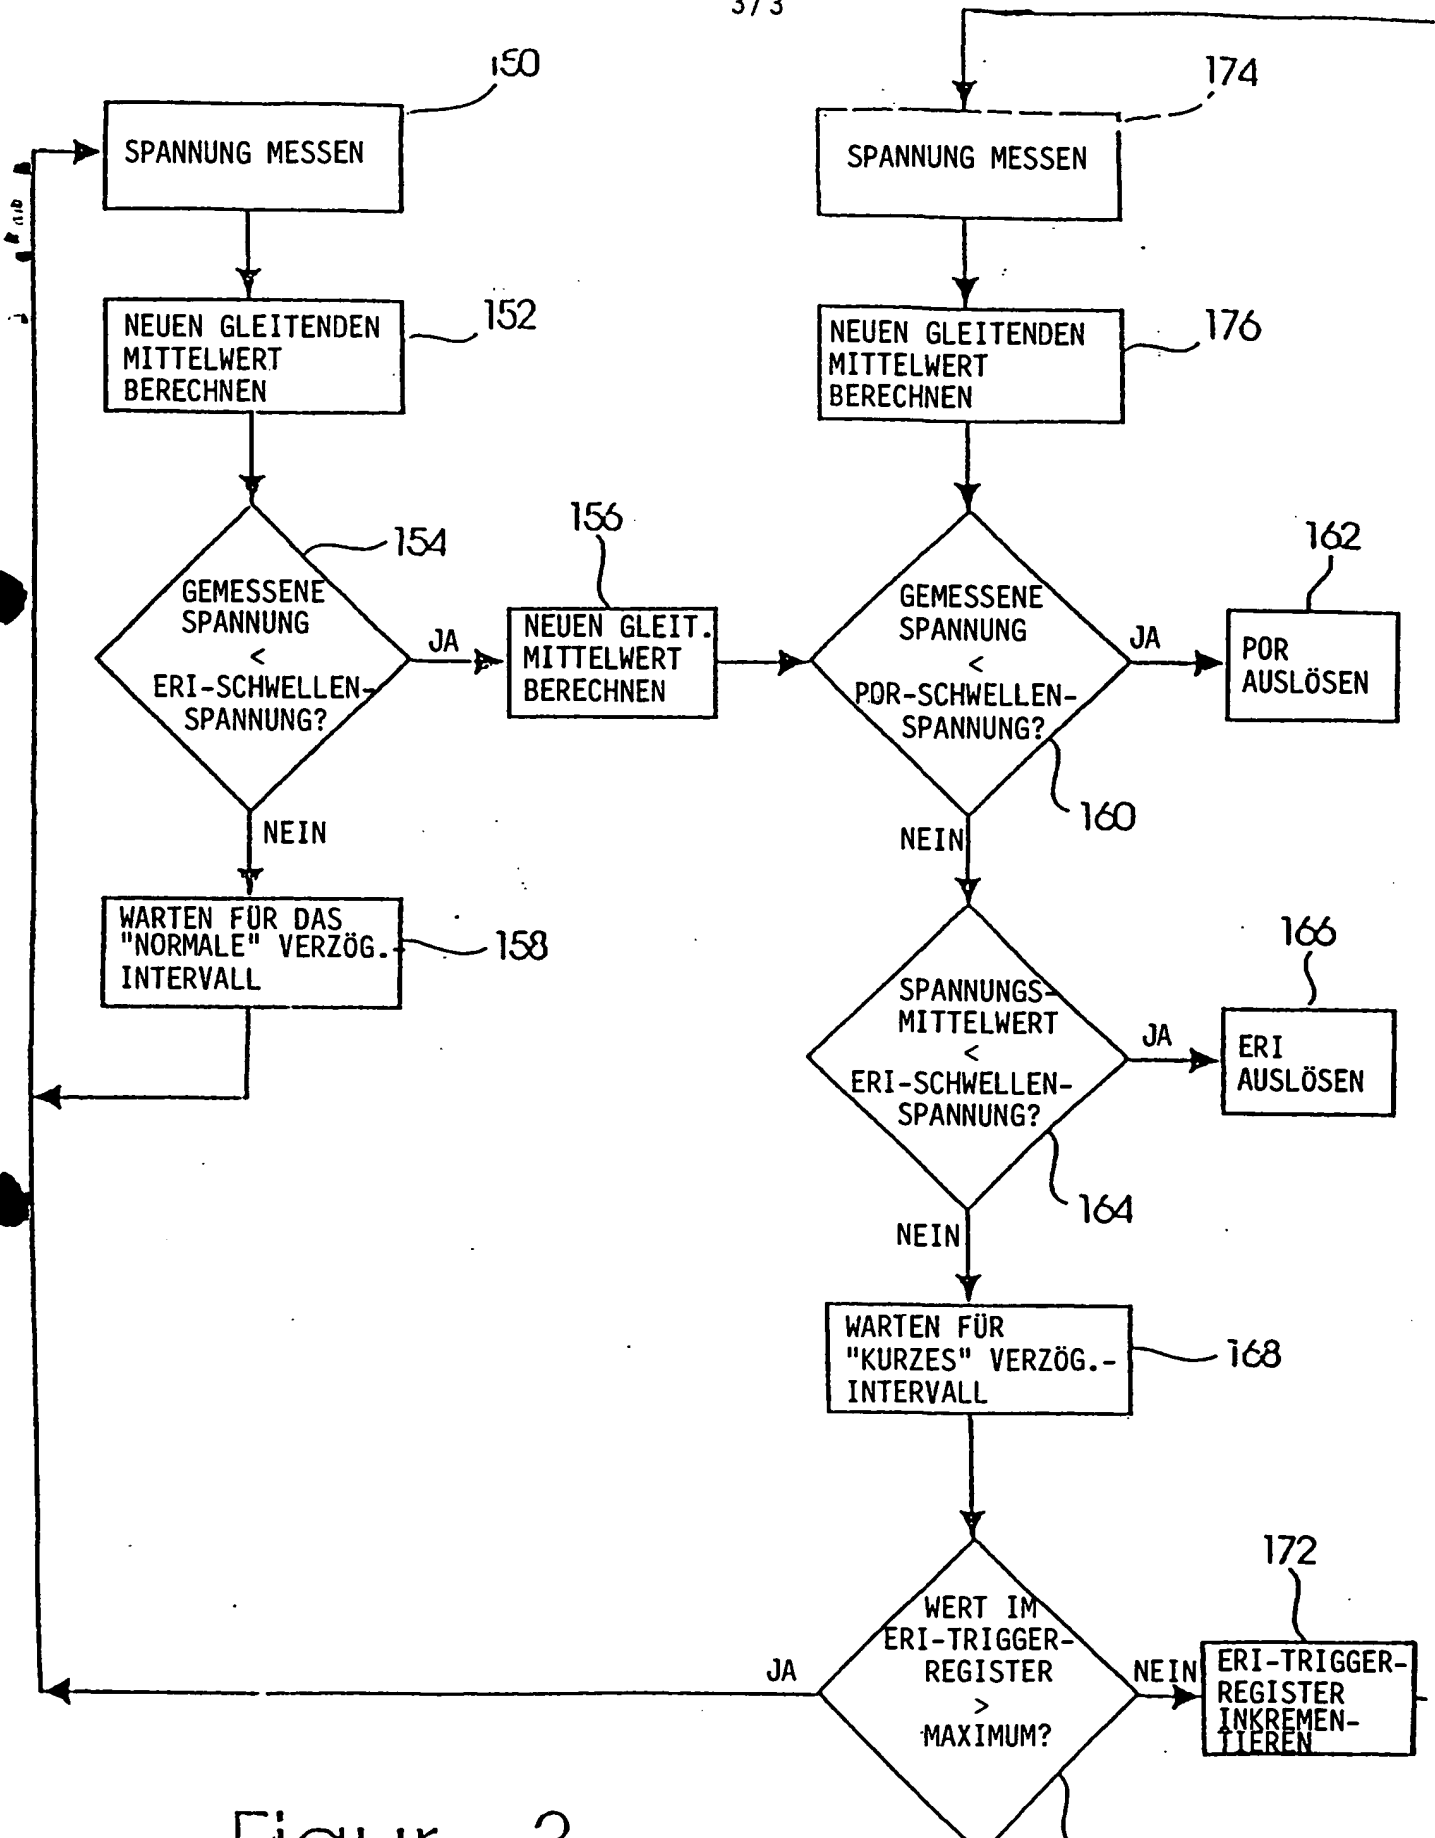 3/3
150
SPANNUNG MESSEN
152
NEUEN GLEITENDEN
MITTELWERT
BERECHNEN
154
GEMESSENE
SPANNUNG
<
ERI-SCHWELLEN-
SPANNUNG?
JA
NEIN
156
NEUEN GLEIT.
MITTELWERT
BERECHNEN
WARTEN FÜR DAS
"NORMALE" VERZÖG.-
INTERVALL
158
174
SPANNUNG MESSEN
176
NEUEN GLEITENDEN
MITTELWERT
BERECHNEN
GEMESSENE
SPANNUNG
<
POR-SCHWELLEN-
SPANNUNG?
160
JA
162
POR
AUSLÖSEN
NEIN
SPANNUNGS-
MITTELWERT
<
ERI-SCHWELLEN-
SPANNUNG?
164
JA
166
ERI
AUSLÖSEN
NEIN
WARTEN FÜR
"KURZES" VERZÖG.-
INTERVALL
168
WERT IM
ERI-TRIGGER-
REGISTER
>
MAXIMUM?
JA
NEIN
172
ERI-TRIGGER-
REGISTER
INKREMEN-
TIEREN
Figur